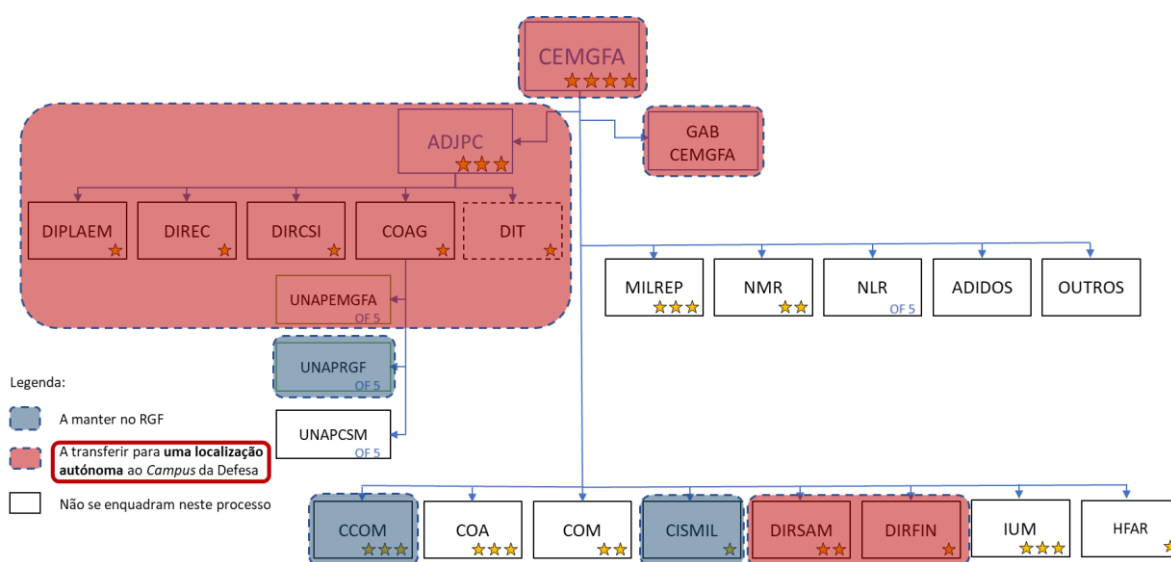 CEMGFA
ADJPC
GAB
CEMGFA
DIPLAEM
DIREC
DIRCSI
COAG
DIT
MILREP
NMR
NLR
OF 5
ADIDOS
OUTROS
UNAPEMGFA
OF 5
UNAPRGF
OF 5
UNAPCSM
OF 5
Legenda:
A manter no RGF
A transferir para uma localização
autónoma ao Campus da Defesa
Não se enquadram neste processo
CCOM
COA
COM
CISMIL
DIRSAM
DIRFIN
IUM
HFAR